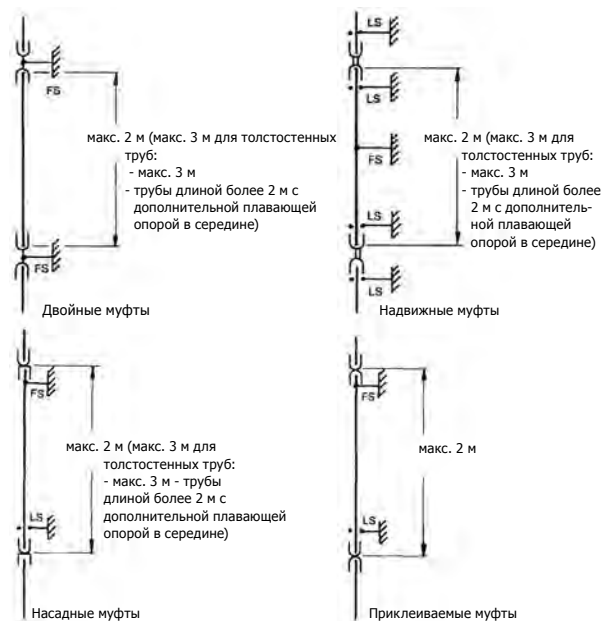 FS
макс. 2 м (макс. 3 м для толстостенных
труб:
- макс. 3 м
- трубы длиной более 2 м с
дополнительной плавающей
опорой в середине)
FS
Двойные муфты
LS
LS
FS
макс. 2 м (макс. 3 м для
толстостенных труб:
- макс. 3 м
- трубы длиной более
2 м с дополнитель-
ной плавающей
опорой в середине)
LS
LS
Надвижные муфты
FS
макс. 2 м (макс. 3 м для
толстостенных труб:
- макс. 3 м - трубы
длиной более 2 м с
дополнительной плавающей
опорой в середине)
LS
Насадные муфты
FS
макс. 2 м
LS
Приклеиваемые муфты